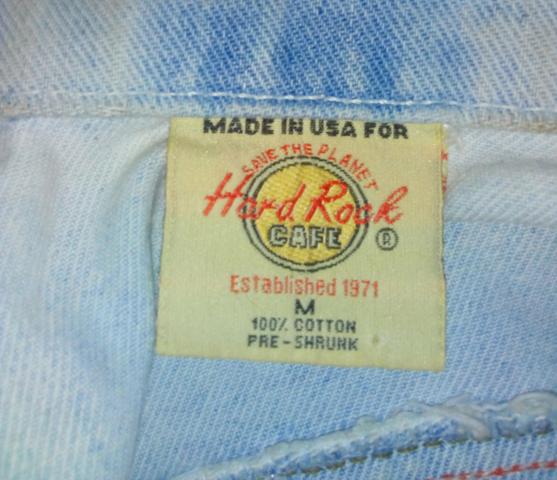 MADE IN USA FOR
SAVE THE PLANET
Hard Rock
CAFE ®
Established 1971
M
100% COTTON
PRE-SHRUNK